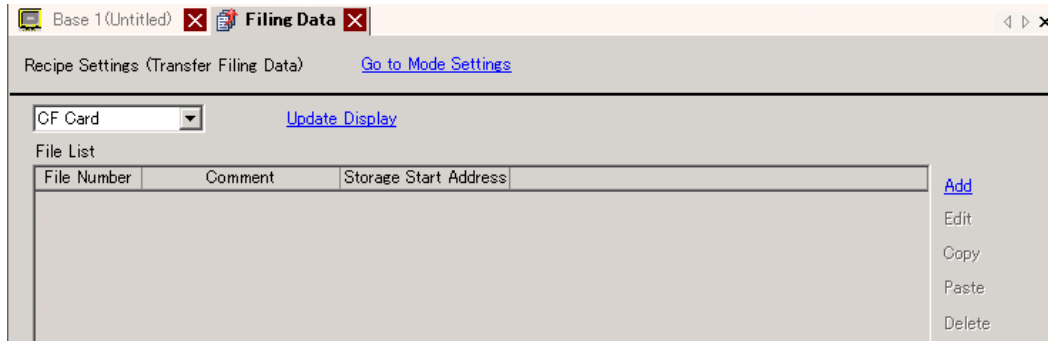 Base 1(Untitled) Filing Data
Recipe Settings (Transfer Filing Data) Go to Mode Settings
CF Card Update Display
File List
File Number Comment Storage Start Address
Add
Edit
Copy
Paste
Delete